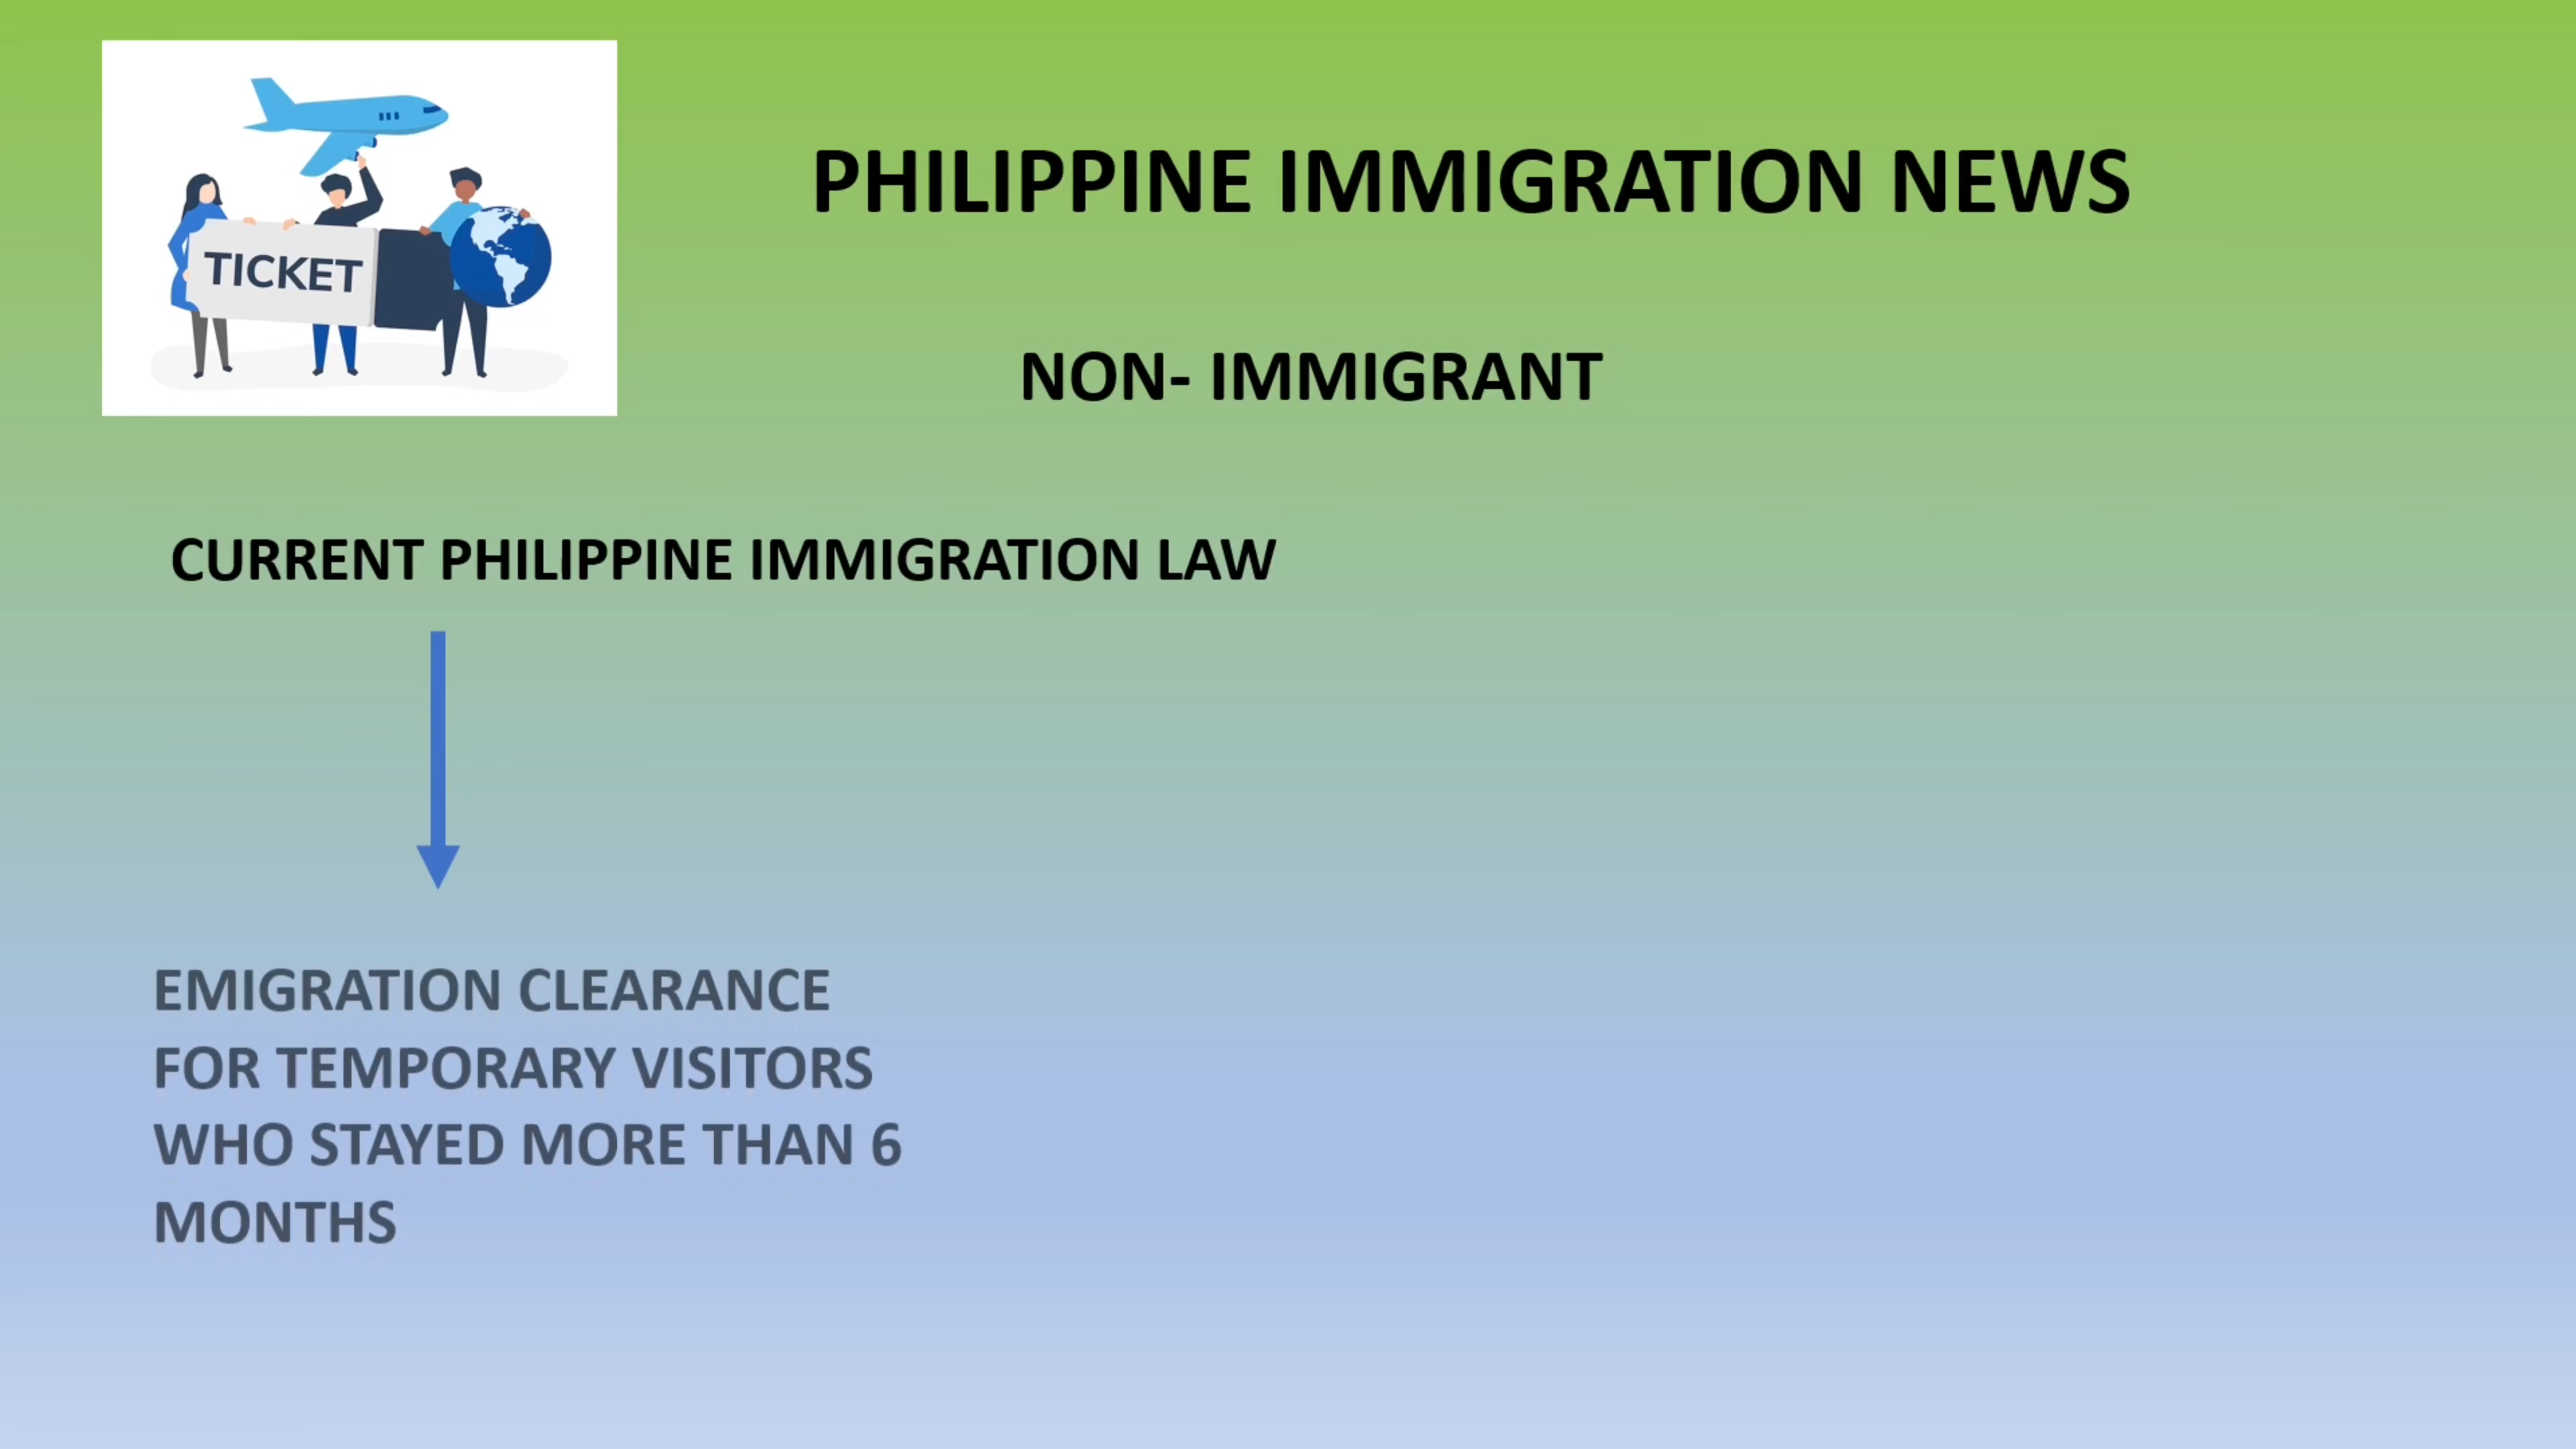 PHILIPPINE IMMIGRATION NEWS
TICKET
NON- IMMIGRANT
CURRENT PHILIPPINE IMMIGRATION LAW
EMIGRATION CLEARANCE
FOR TEMPORARY VISITORS
WHO STAYED MORE THAN 6
MONTHS